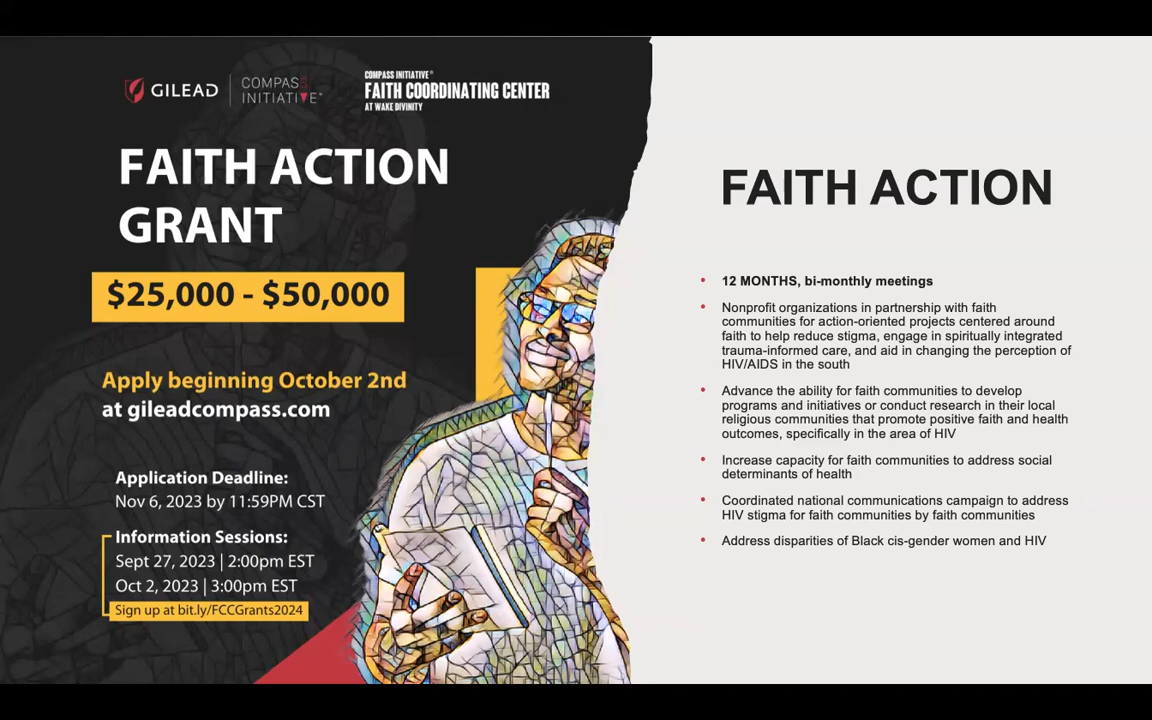 GILEAD
COMPASS
INITIATIVE®
COMPASS INITIATIVE®
FAITH COORDINATING CENTER
AT WAKE DIVINITY
FAITH ACTION
GRANT
$25,000 - $50,000
Apply beginning October 2nd
at gileadcompass.com
Application Deadline:
Nov 6, 2023 by 11:59PM CST
Information Sessions:
Sept 27, 2023 | 2:00pm EST
Oct 2, 2023 | 3:00pm EST
Sign up at bit.ly/FCCGrants2024
FAITH ACTION
• 12 MONTHS, bi-monthly meetings
• Nonprofit organizations in partnership with faith
communities for action-oriented projects centered around
faith to help reduce stigma, engage in spiritually integrated
trauma-informed care, and aid in changing the perception of
HIV/AIDS in the south
• Advance the ability for faith communities to develop
programs and initiatives or conduct research in their local
religious communities that promote positive faith and health
outcomes, specifically in the area of HIV
• Increase capacity for faith communities to address social
determinants of health
• Coordinated national communications campaign to address
HIV stigma for faith communities by faith communities
• Address disparities of Black cis-gender women and HIV